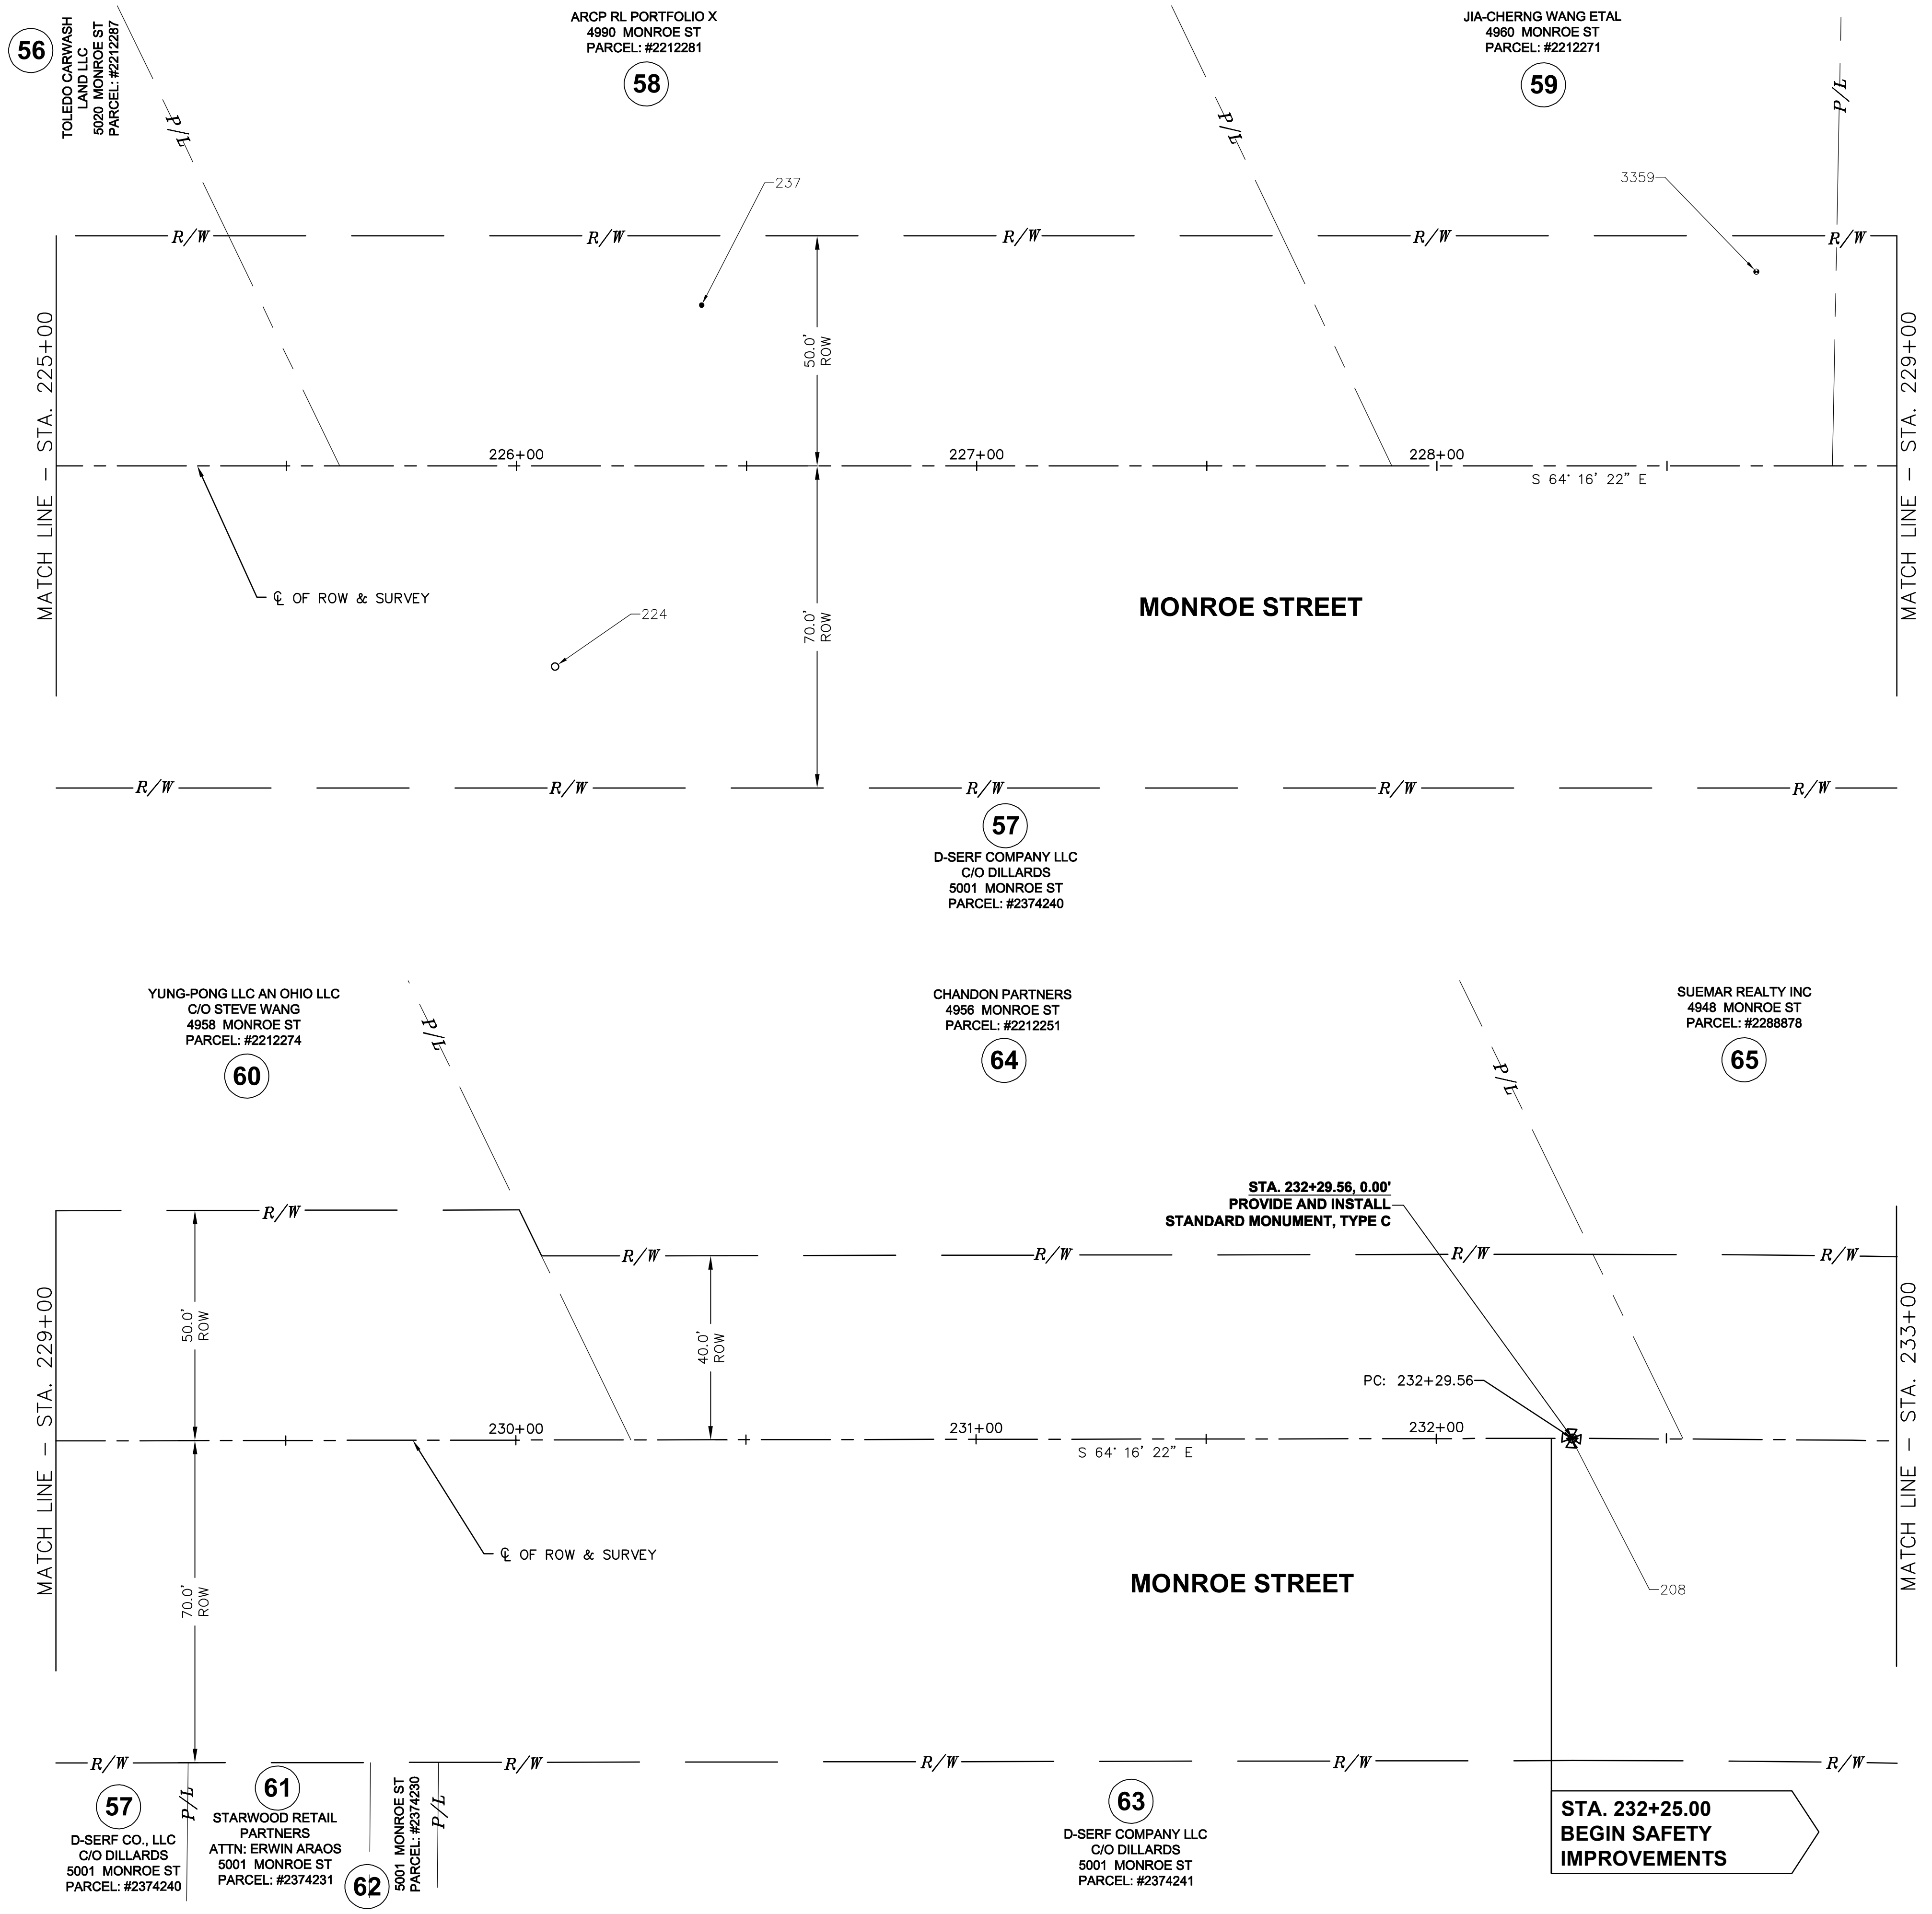 56
TOLEDO CARWASH
LAND LLC
5020 MONROE ST
PARCEL: #2212287
P/L
ARCP RL PORTFOLIO X
4990 MONROE ST
PARCEL: #2212281
58
P/L
JIA-CHERNG WANG ETAL
4960 MONROE ST
PARCEL: #2212271
59
P/L
237
3359
R/W
R/W
R/W
R/W
R/W
MATCH LINE - STA. 225+00
50.0'
ROW
MATCH LINE - STA. 229+00
226+00
227+00
228+00
S 64° 16' 22" E
℄ OF ROW & SURVEY
224
70.0'
ROW
MONROE STREET
R/W
R/W
R/W
R/W
R/W
57
D-SERF COMPANY LLC
C/O DILLARDS
5001 MONROE ST
PARCEL: #2374240
YUNG-PONG LLC AN OHIO LLC
C/O STEVE WANG
4958 MONROE ST
PARCEL: #2212274
60
P/L
CHANDON PARTNERS
4956 MONROE ST
PARCEL: #2212251
64
P/L
SUEMAR REALTY INC
4948 MONROE ST
PARCEL: #2288878
65
STA. 232+29.56, 0.00'
PROVIDE AND INSTALL
STANDARD MONUMENT, TYPE C
R/W
R/W
R/W
R/W
R/W
MATCH LINE - STA. 229+00
50.0'
ROW
40.0'
ROW
MATCH LINE - STA. 233+00
PC: 232+29.56
230+00
231+00
232+00
S 64° 16' 22" E
℄ OF ROW & SURVEY
70.0'
ROW
MONROE STREET
208
R/W
R/W
R/W
R/W
R/W
57
D-SERF CO., LLC
C/O DILLARDS
5001 MONROE ST
PARCEL: #2374240
P/L
61
STARWOOD RETAIL
PARTNERS
ATTN: ERWIN ARAOS
5001 MONROE ST
PARCEL: #2374231
62
5001 MONROE ST
PARCEL: #2374230
P/L
63
D-SERF COMPANY LLC
C/O DILLARDS
5001 MONROE ST
PARCEL: #2374241
STA. 232+25.00
BEGIN SAFETY
IMPROVEMENTS